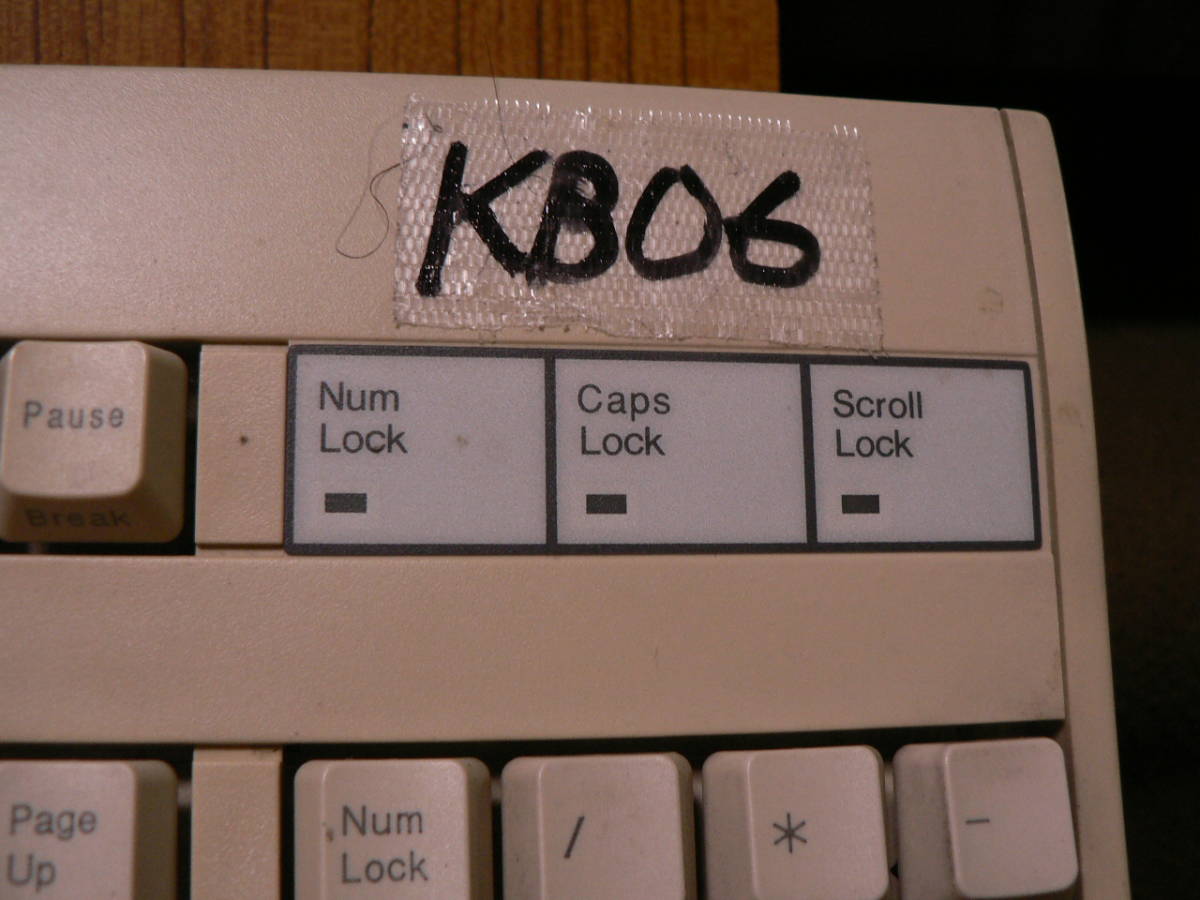 KB06
Pause
Break
Num
Lock
Caps
Lock
Scroll
Lock
Page
Up
Num
Lock
/
*
-